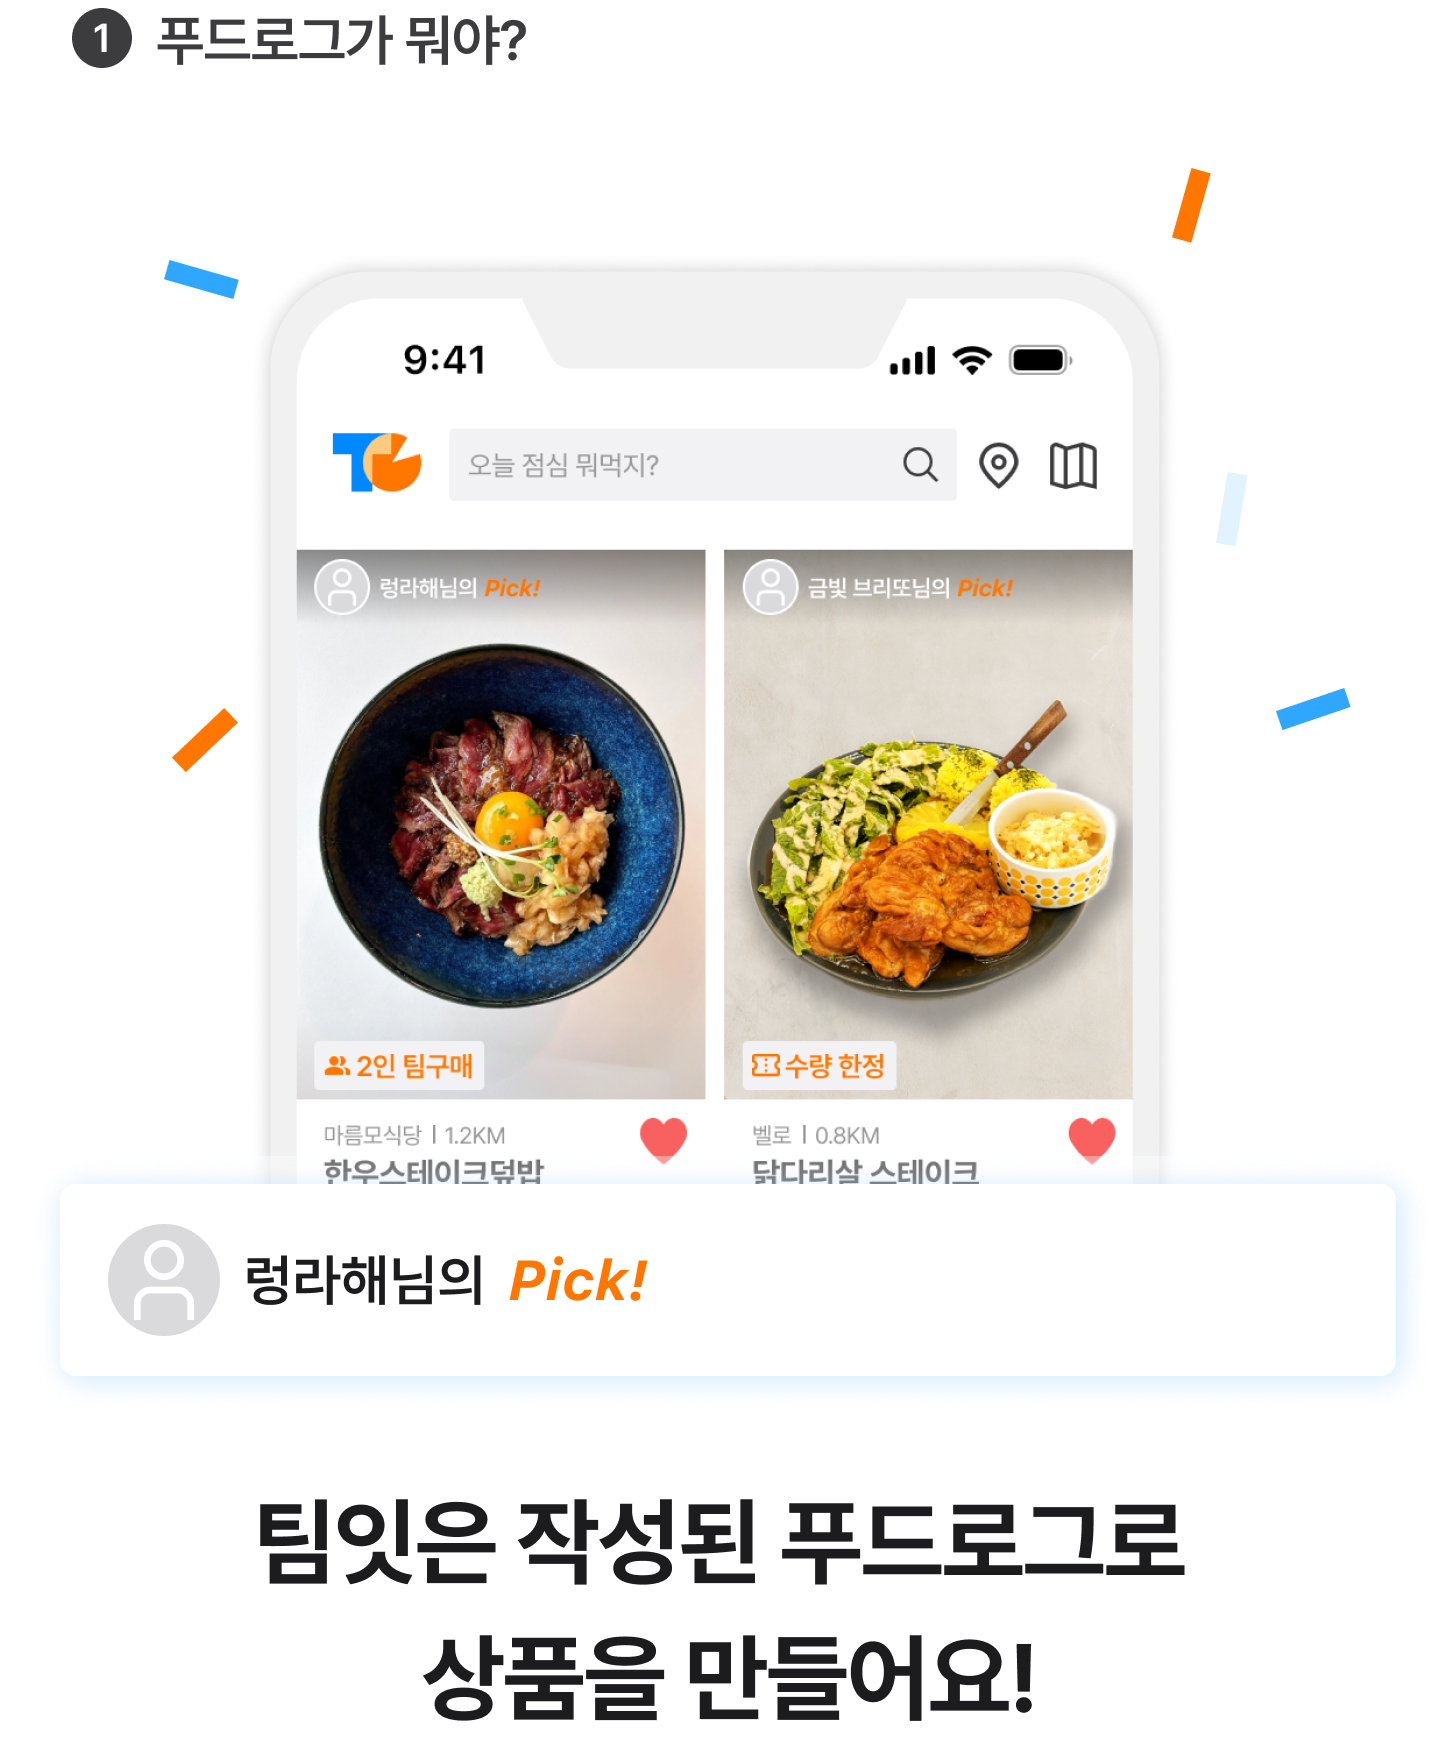 1 푸드로그가 뭐야?
9:41
오늘 점심 뭐먹지?
렁라해님의 Pick!
금빛 브리또님의 Pick!
2인 팀구매
수량 한정
마름모식당 | 1.2KM
벨로 | 0.8KM
한우스테이크덮밥
닭다리살 스테이크
렁라해님의 Pick!
팀잇은 작성된 푸드로그로
상품을 만들어요!